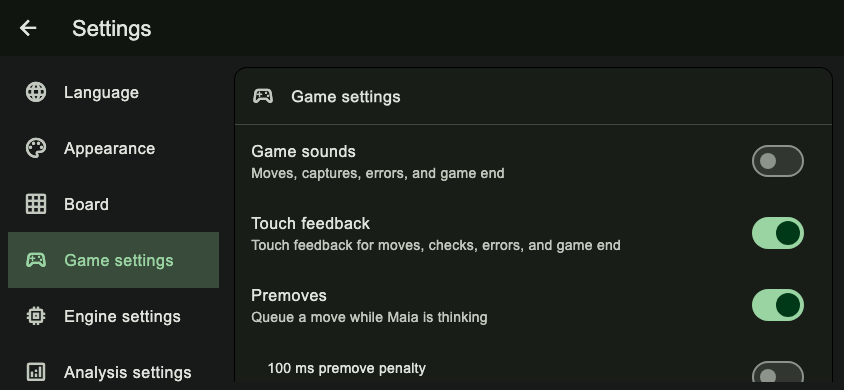 Settings
Language
Appearance
Board
Game settings
Engine settings
Analysis settings
Game settings
Game sounds
Moves, captures, errors, and game end
Touch feedback
Touch feedback for moves, checks, errors, and game end
Premoves
Queue a move while Maia is thinking
100 ms premove penalty